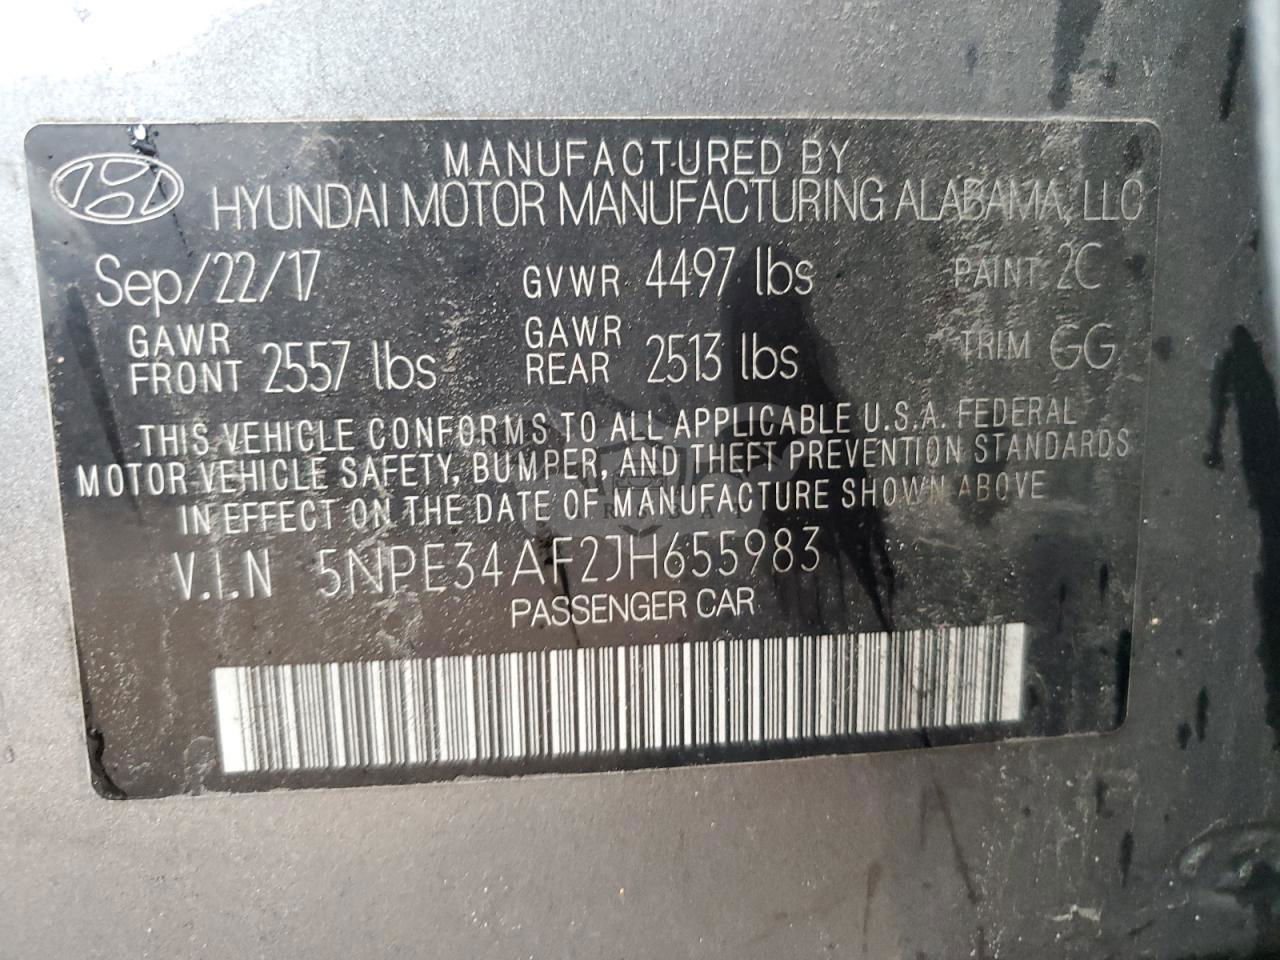 MANUFACTURED BY
HYUNDAI MOTOR MANUFACTURING ALABAMA, LLC
Sep/22/17 GVWR 4497 lbs PAINT 2C
GAWR FRONT 2557 lbs GAWR REAR 2513 lbs TRIM GG
THIS VEHICLE CONFORMS TO ALL APPLICABLE U.S.A. FEDERAL
MOTOR VEHICLE SAFETY, BUMPER, AND THEFT PREVENTION STANDARDS
IN EFFECT ON THE DATE OF MANUFACTURE SHOWN ABOVE
V.I.N 5NPE34AF2JH655983
PASSENGER CAR